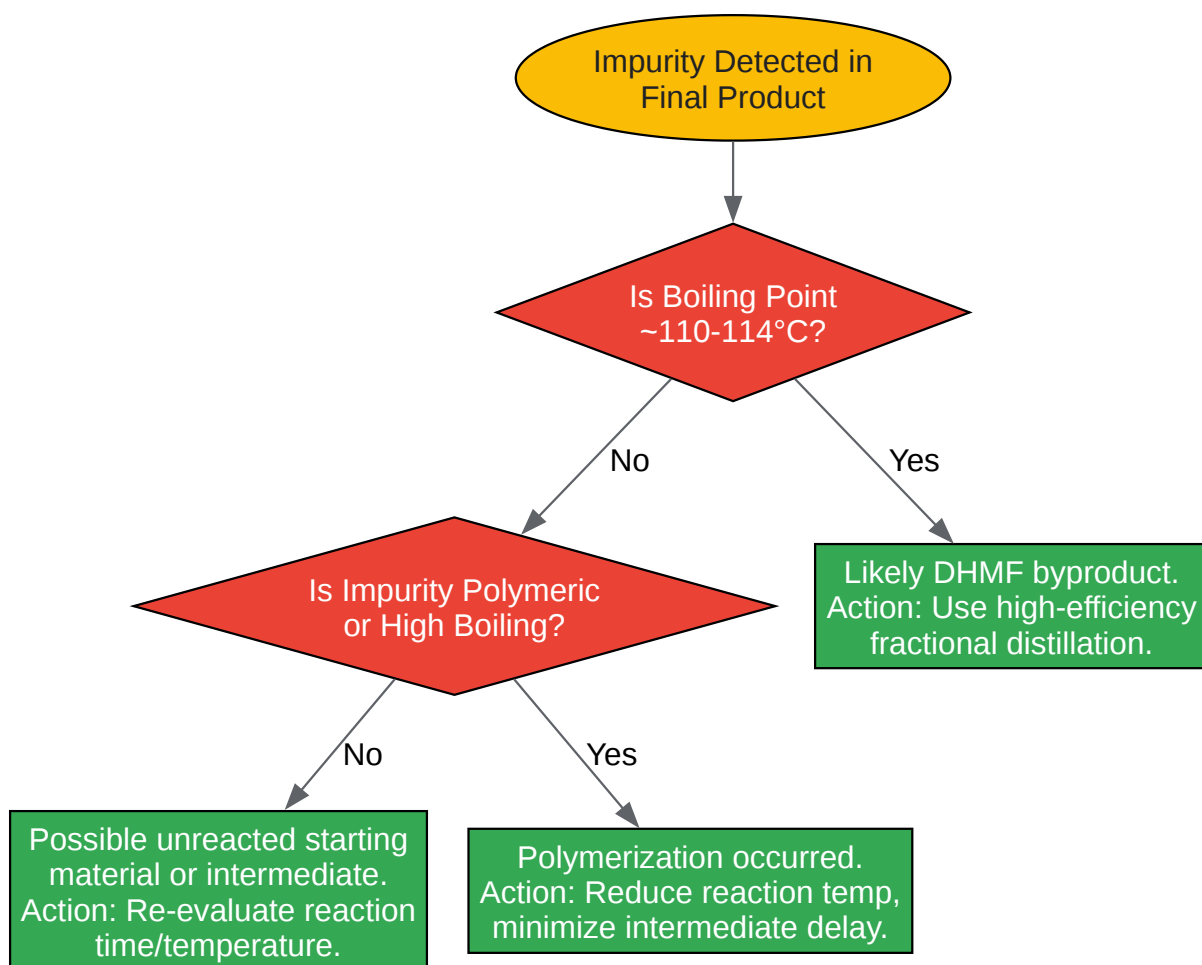 Impurity Detected in
Final Product
Is Boiling Point
~110-114°C?
No
Yes
Is Impurity Polymeric
or High Boiling?
Likely DHMF byproduct.
Action: Use high-efficiency
fractional distillation.
No
Yes
Possible unreacted starting
material or intermediate.
Action: Re-evaluate reaction
time/temperature.
Polymerization occurred.
Action: Reduce reaction temp,
minimize intermediate delay.